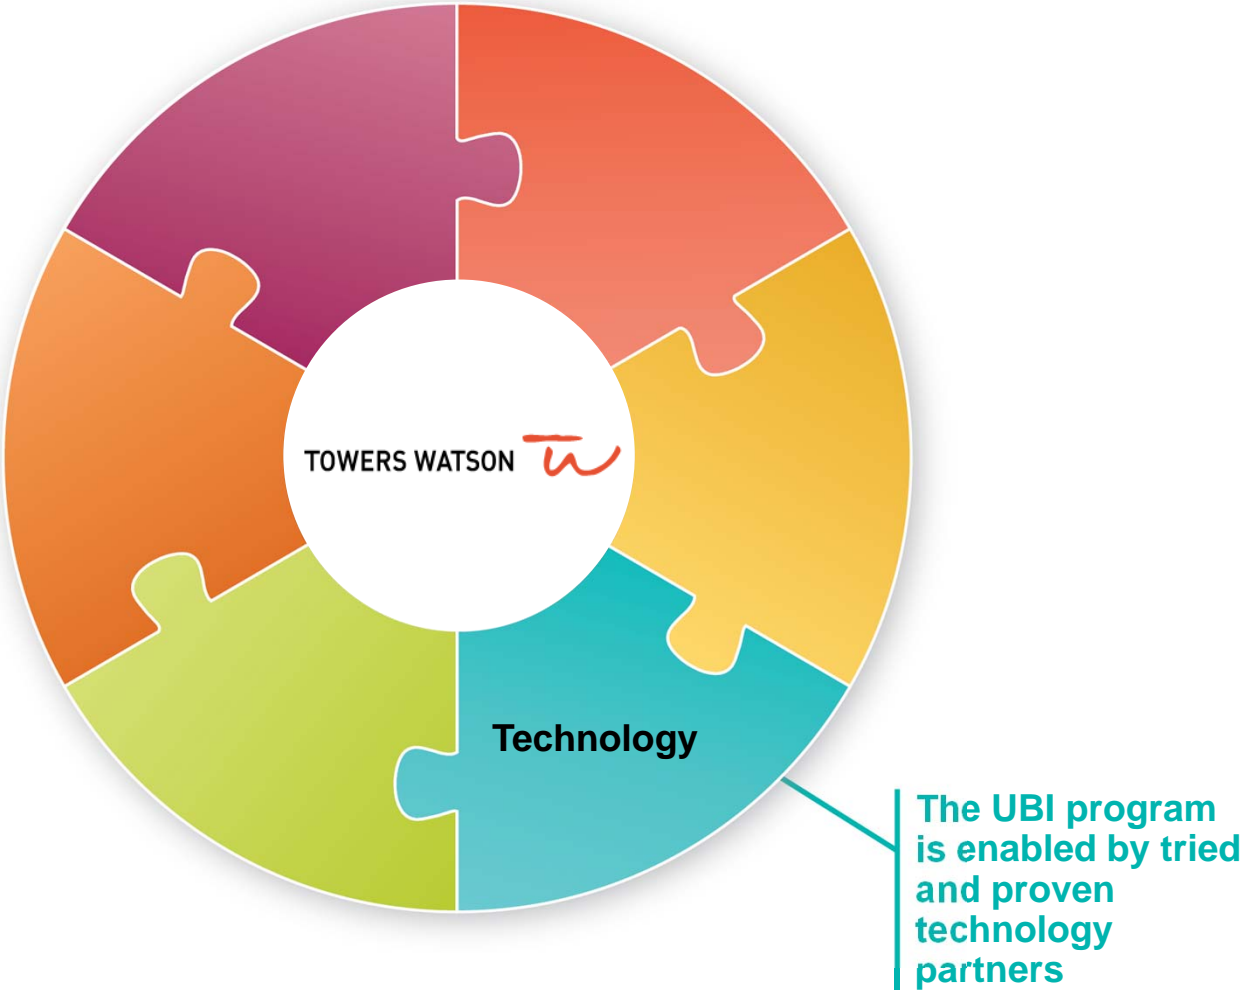 TOWERS WATSON
Technology
The UBI program
is enabled by tried
and proven
technology
partners